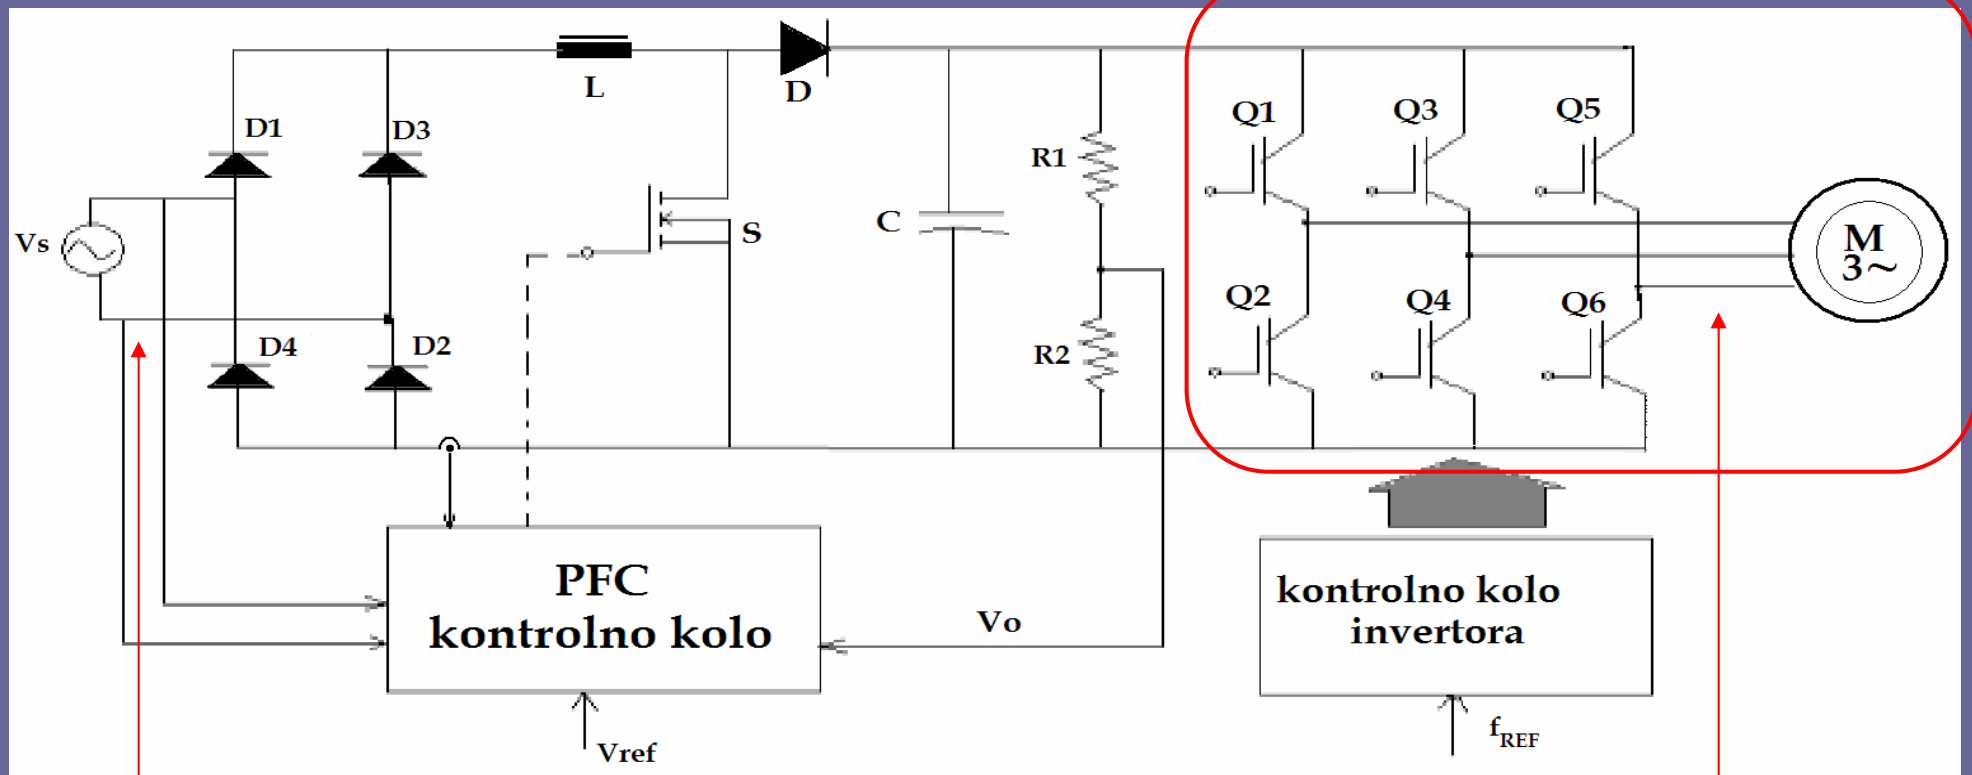 L
D
D1
D3
Q1
Q3
Q5
R1
Vs
S
C
M
3~
Q2
Q4
Q6
D4
D2
R2
PFC
kontrolno kolo
Vo
kontrolno kolo
invertora
Vref
fREF